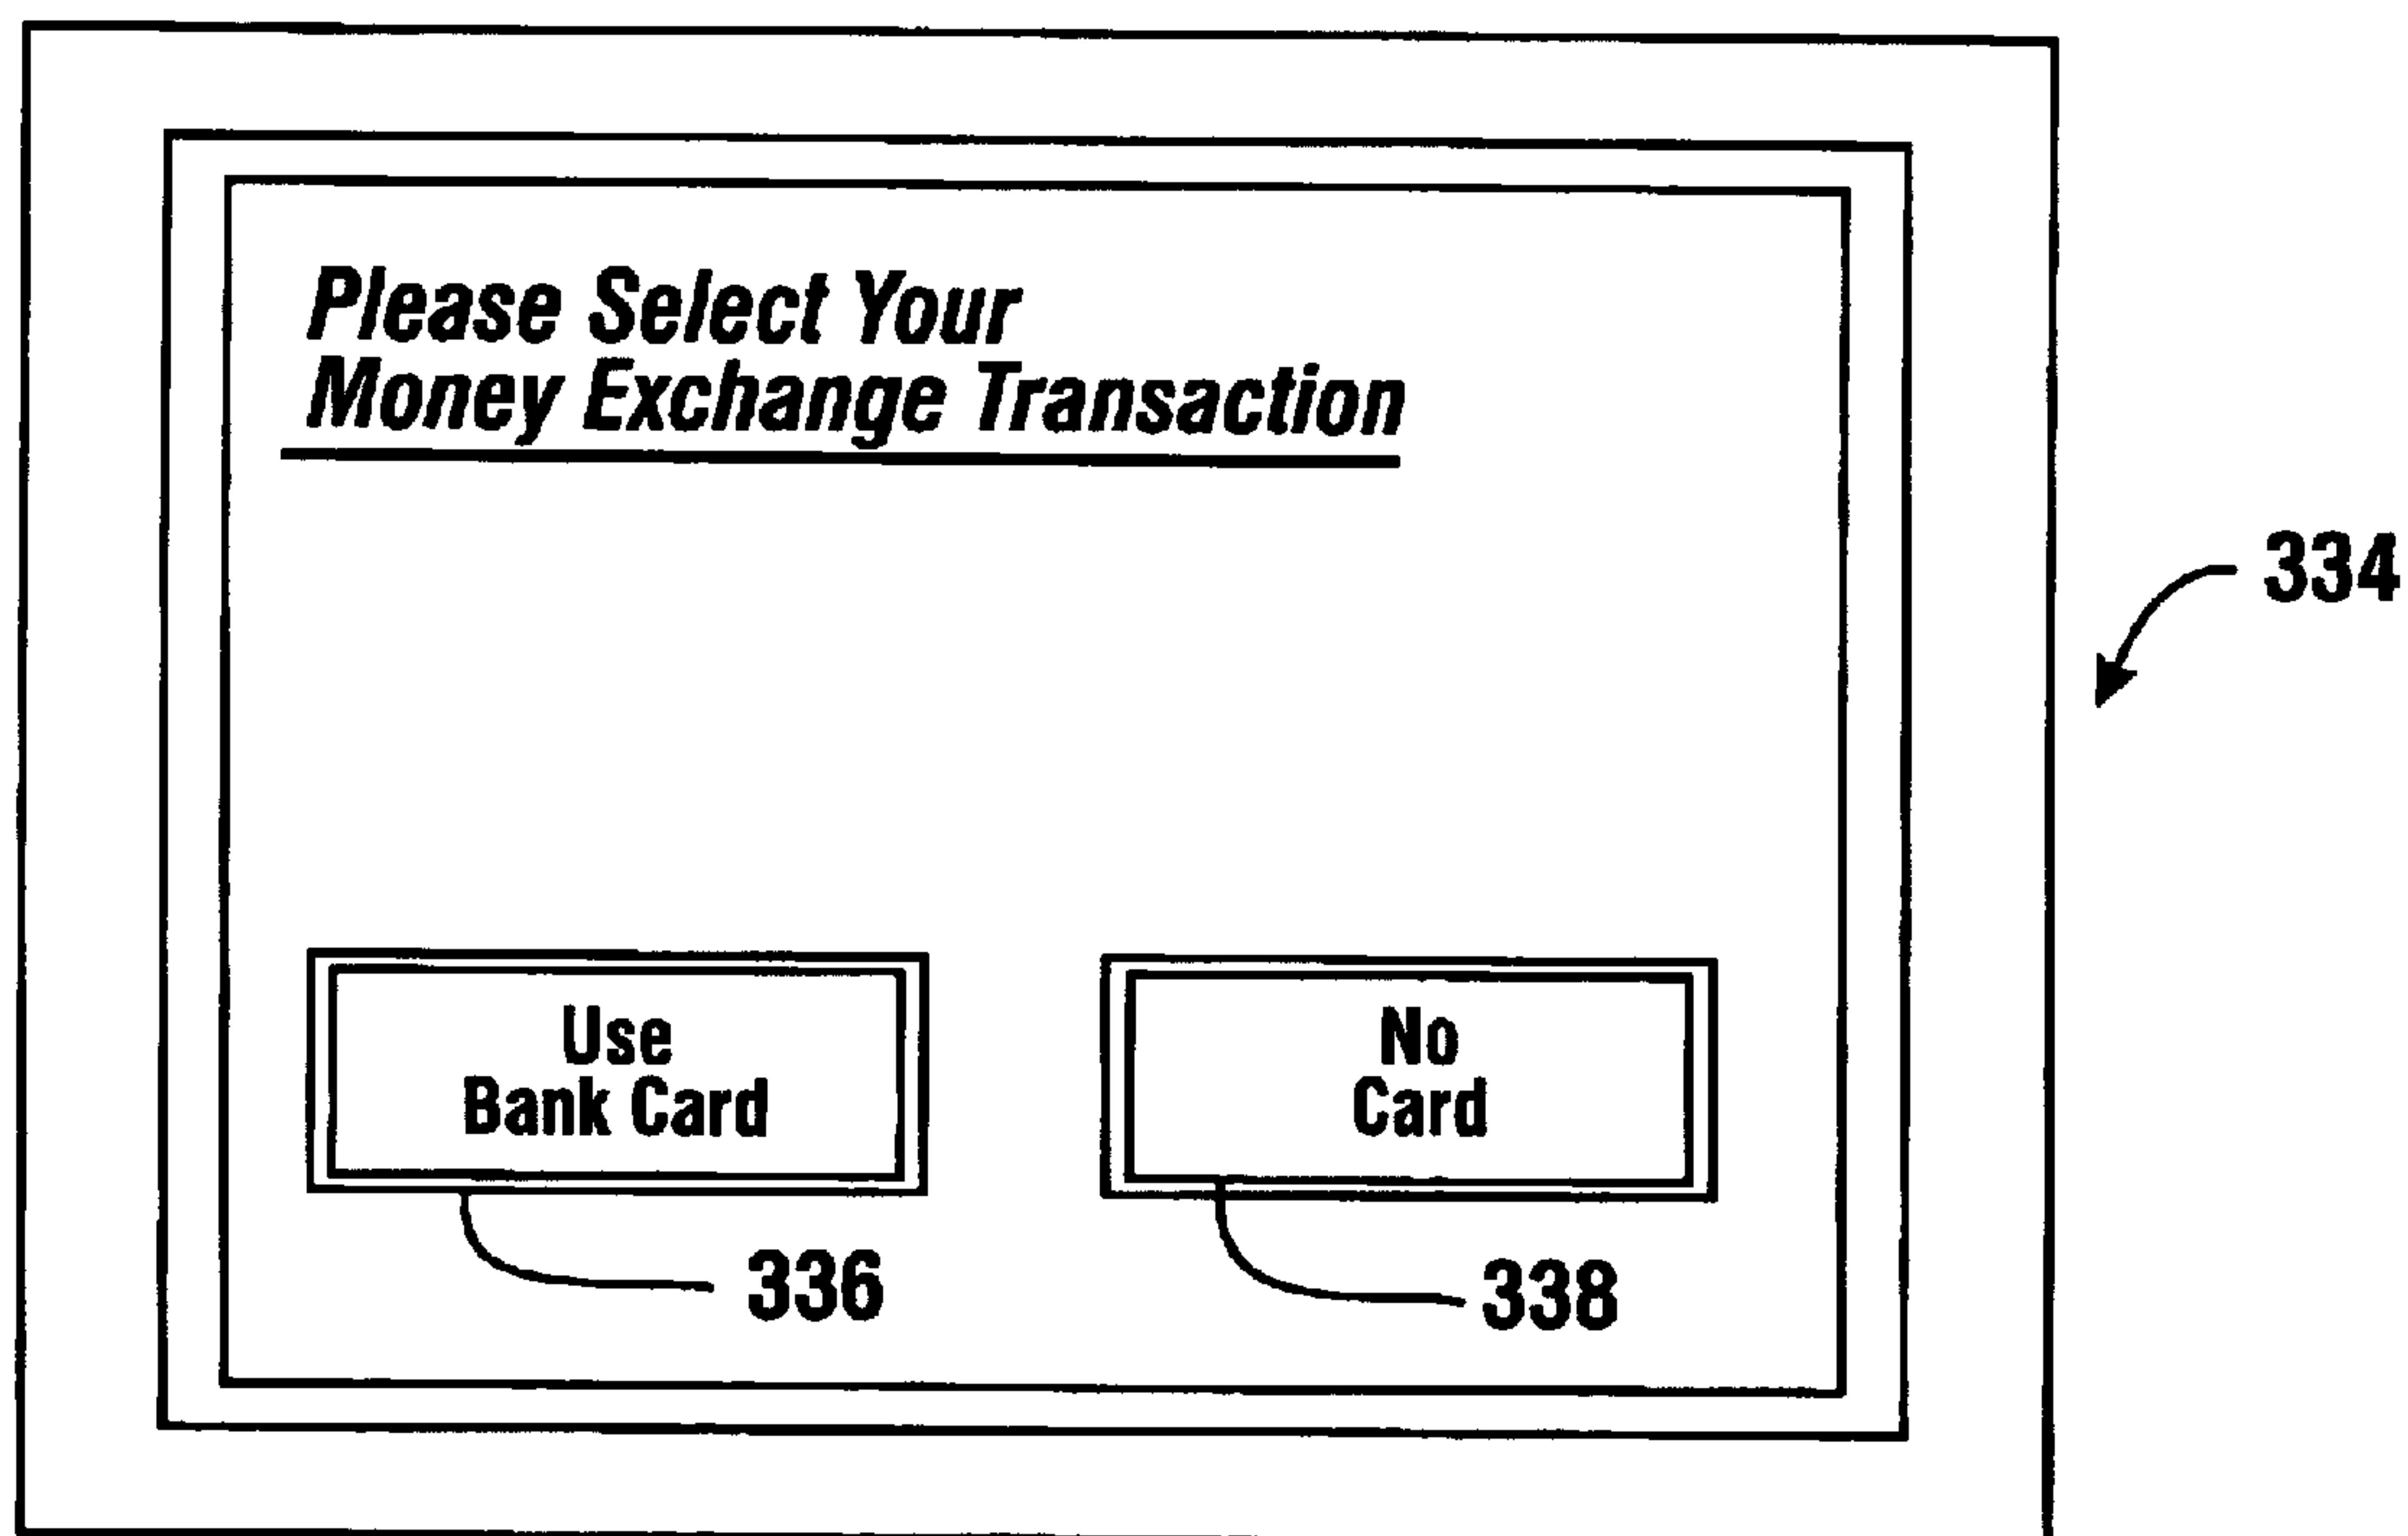 Please Select Your
Money Exchange Transaction
334
Use
Bank Card
No
Card
336
338